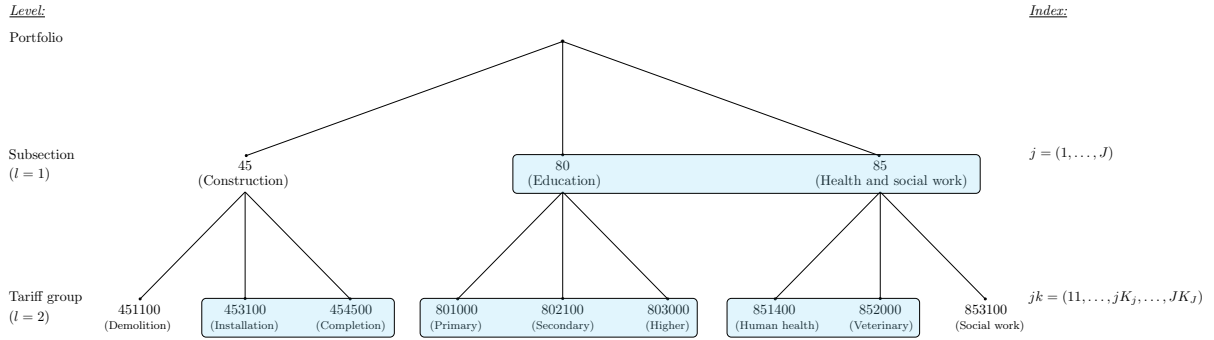 Level:
Index:
Portfolio
Subsection
(l = 1)
45
(Construction)
80
(Education)
85
(Health and social work)
j = (1, . . . , J)
Tariff group
(l = 2)
451100
(Demolition)
453100
(Installation)
454500
(Completion)
801000
(Primary)
802100
(Secondary)
803000
(Higher)
851400
(Human health)
852000
(Veterinary)
853100
(Social work)
jk = (11, . . . , jK_j, . . . , JK_J)